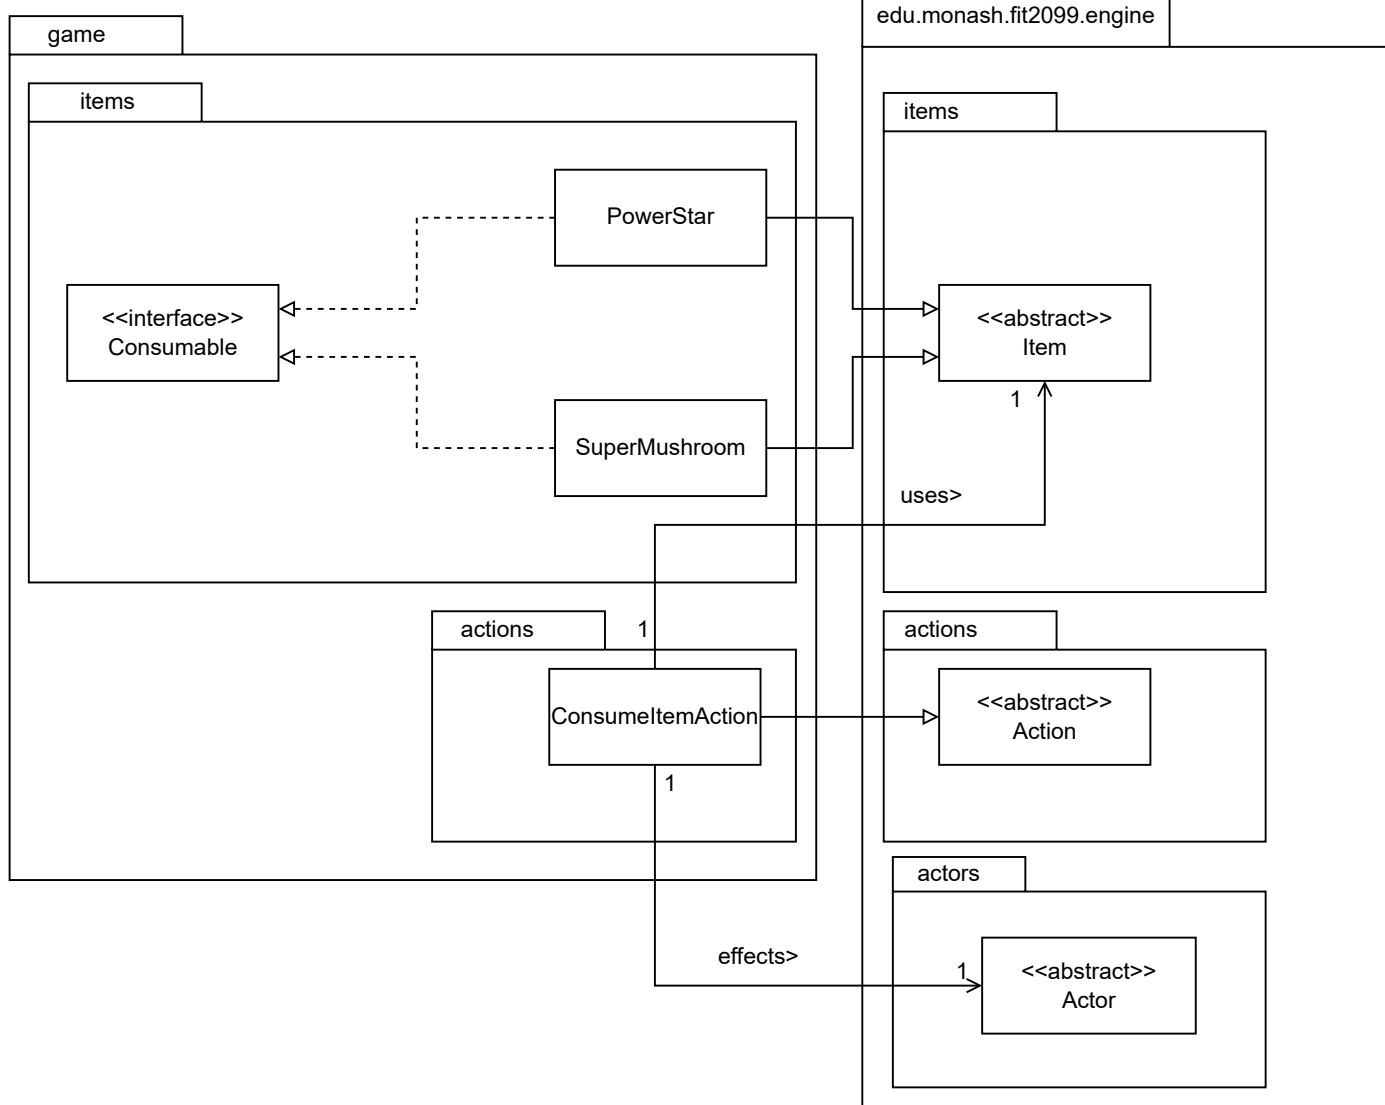 edu.monash.fit2099.engine
game
items
items
PowerStar
<<interface>>
Consumable
<<abstract>>
Item
1
SuperMushroom
uses>
actions
1
actions
ConsumeItemAction
<<abstract>>
Action
1
actors
effects>
1
<<abstract>>
Actor